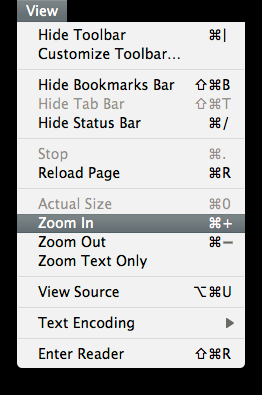 View
Hide Toolbar ⌘|
Customize Toolbar...
Hide Bookmarks Bar ⇧⌘B
Hide Tab Bar ⇧⌘T
Hide Status Bar ⌘/
Stop ⌘.
Reload Page ⌘R
Actual Size ⌘0
Zoom In ⌘+
Zoom Out ⌘−
Zoom Text Only
View Source ⌥⌘U
Text Encoding ▶
Enter Reader ⇧⌘R